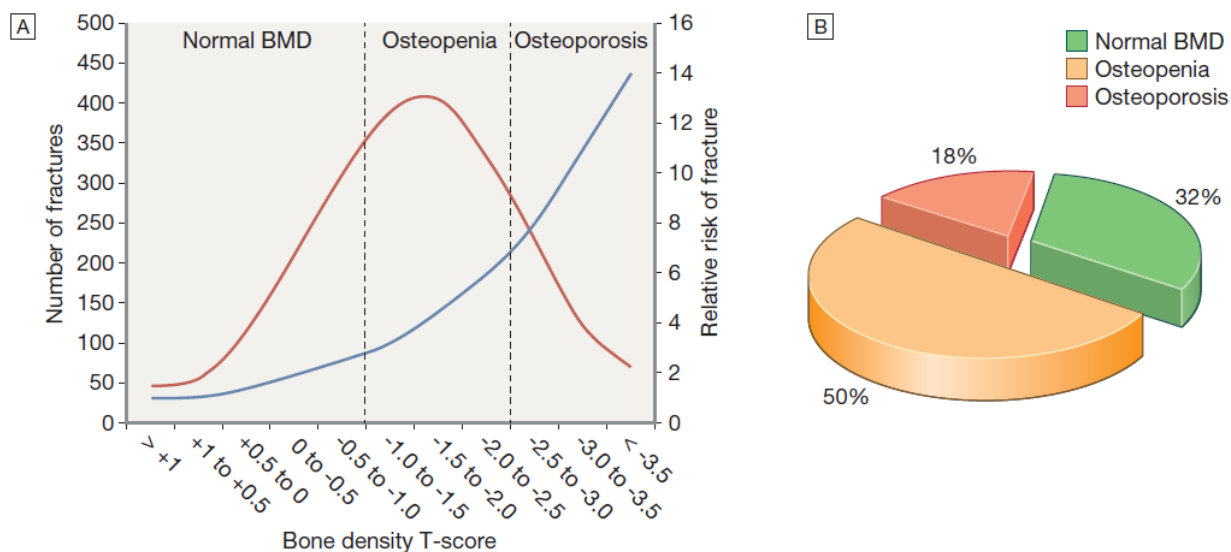 A
500
450
400
350
300
250
200
150
100
50
0
Number of fractures
Normal BMD
Osteopenia
Osteoporosis
16
14
12
10
8
6
4
2
0
Relative risk of fracture
> +1
+1 to +0.5
+0.5 to 0
0 to -0.5
-0.5 to -1.0
-1.0 to -1.5
-1.5 to -2.0
-2.0 to -2.5
-2.5 to -3.0
-3.0 to -3.5
< -3.5
Bone density T-score
B
Normal BMD
Osteopenia
Osteoporosis
18%
32%
50%